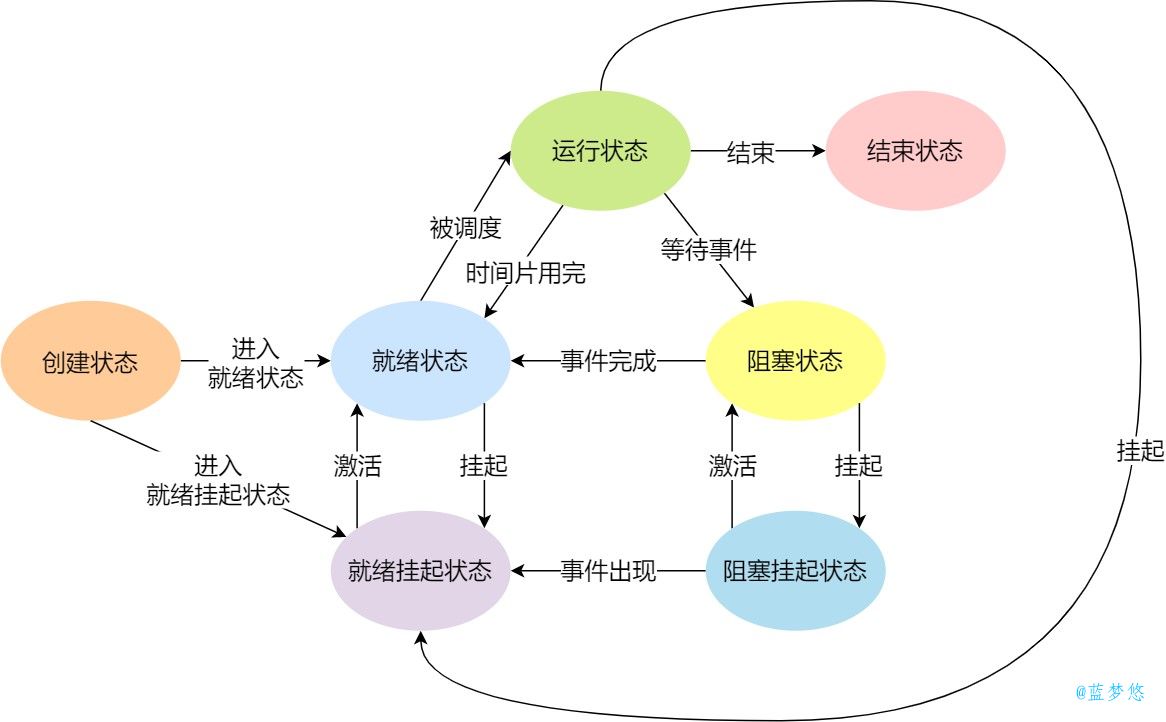 运行状态
结束
结束状态
被调度
时间片用完
等待事件
创建状态
进入
就绪状态
就绪状态
事件完成
阻塞状态
进入
就绪挂起状态
激活
挂起
激活
挂起
挂起
就绪挂起状态
事件出现
阻塞挂起状态
@蓝梦悠